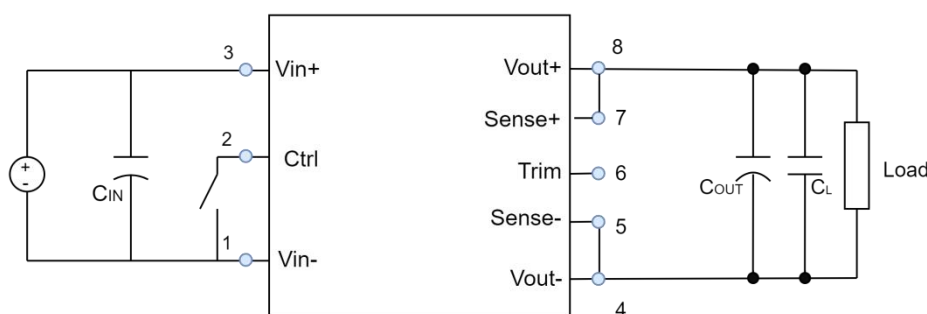 3
Vin+
2
Ctrl
1
Vin-
+
-
CIN
8
Vout+
Sense+
7
Trim
6
Sense-
5
Vout-
4
COUT
CL
Load